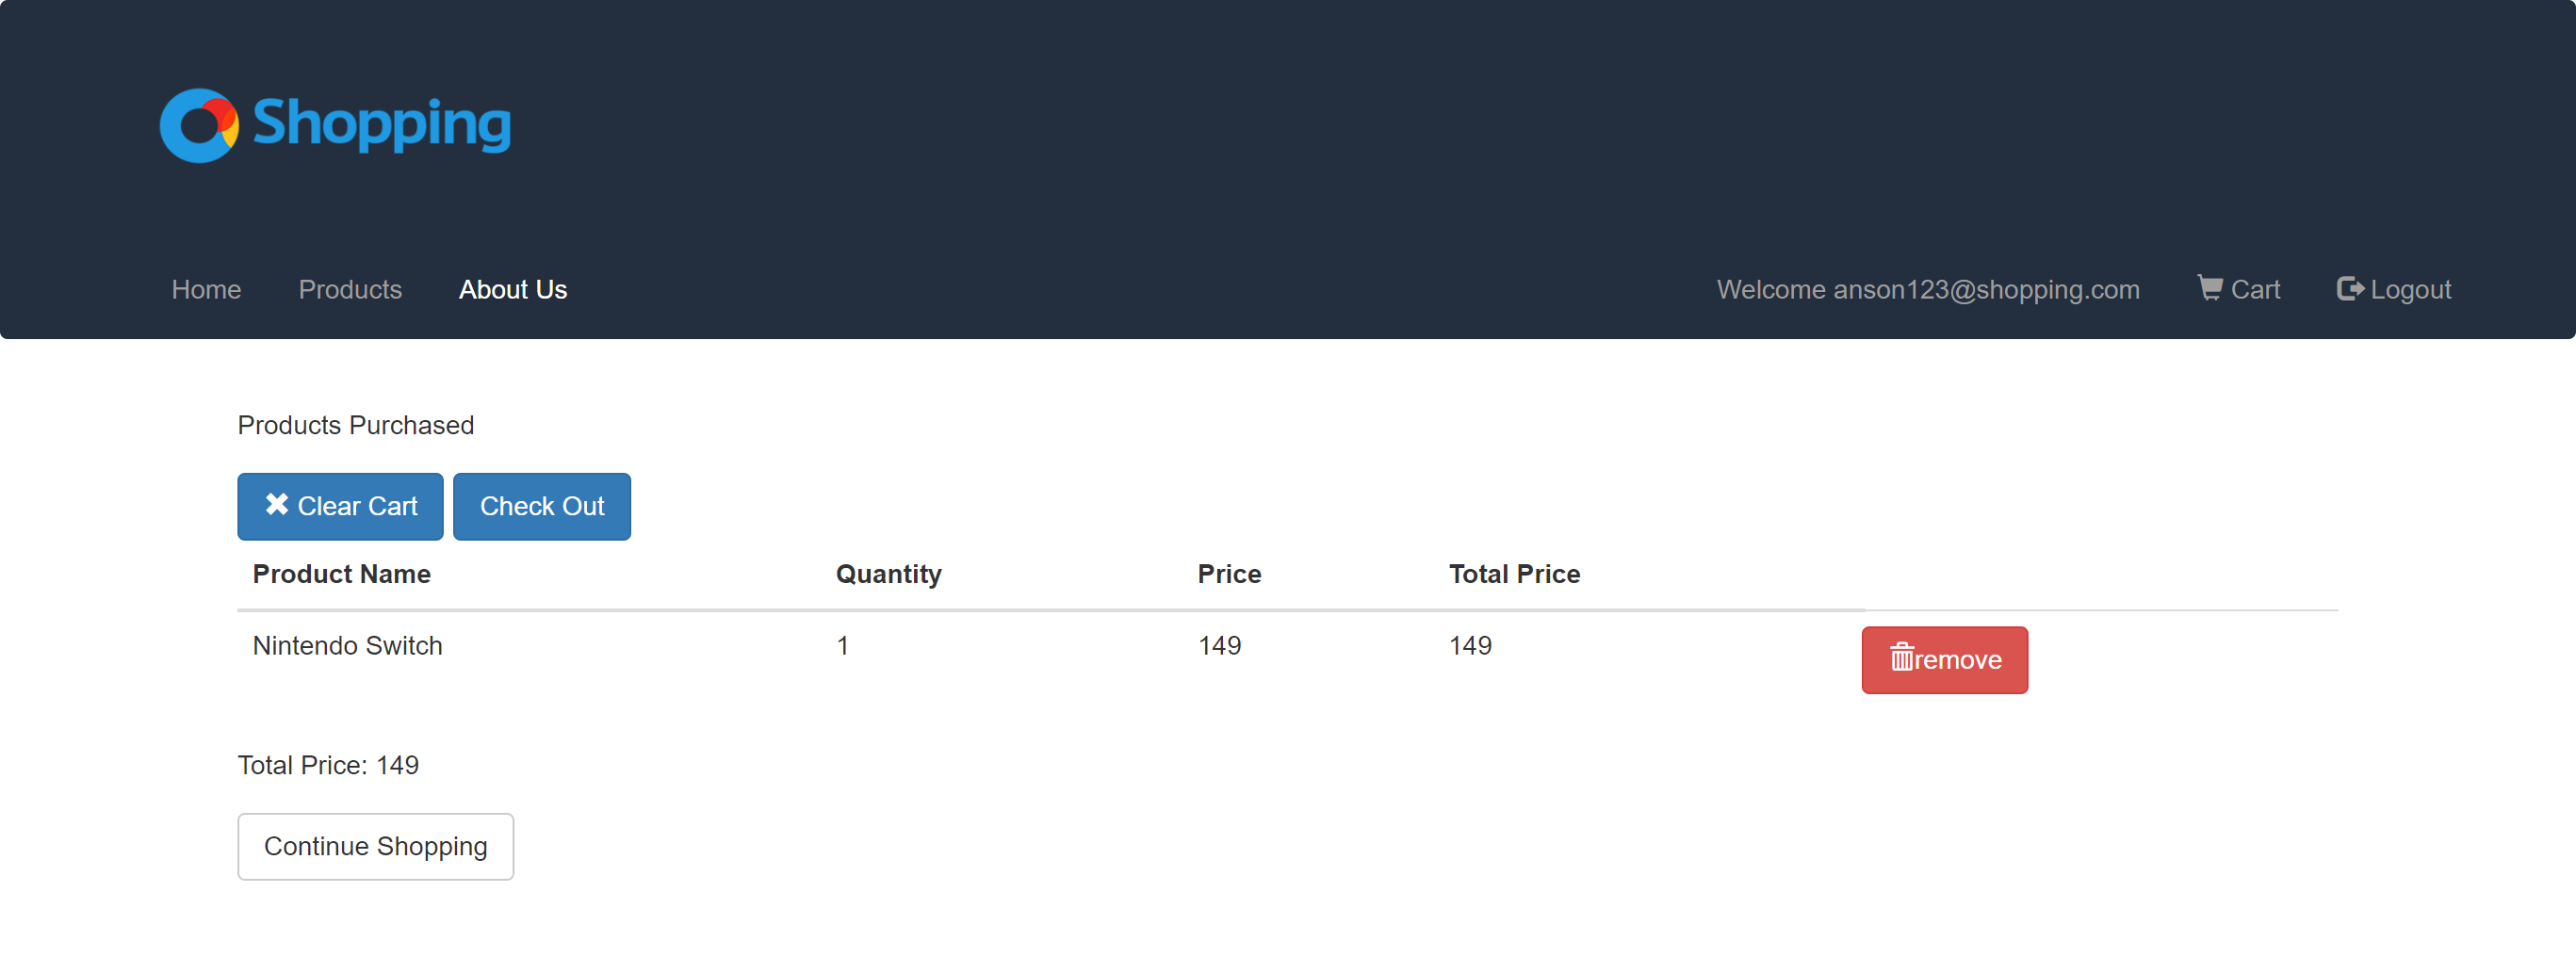 Shopping
Home Products About Us Welcome anson123@shopping.com Cart Logout
Products Purchased
Clear Cart Check Out
Product Name Quantity Price Total Price
Nintendo Switch 1 149 149 remove
Total Price: 149
Continue Shopping